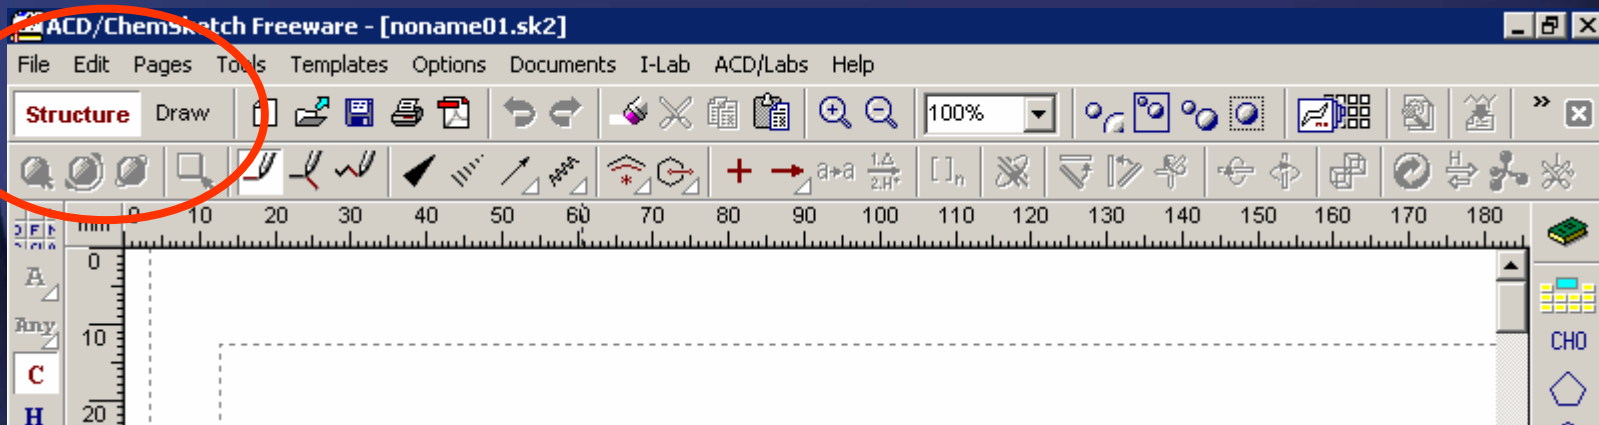 ACD/ChemSketch Freeware - [noname01.sk2]
File Edit Pages Tools Templates Options Documents I-Lab ACD/Labs Help
Structure Draw 100%
a a 1Δ 2.H+ [ ]n H
mm 0 10 20 30 40 50 60 70 80 90 100 110 120 130 140 150 160 170 180
0
A
Any
10
CHO
C
20
H